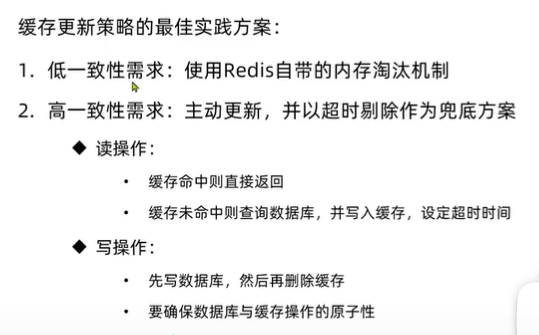 缓存更新策略的最佳实践方案：
1. 低一致性需求：使用Redis自带的内存淘汰机制
2. 高一致性需求：主动更新，并以超时剔除作为兜底方案
◆ 读操作：
• 缓存命中则直接返回
• 缓存未命中则查询数据库，并写入缓存，设定超时时间
◆ 写操作：
• 先写数据库，然后再删除缓存
• 要确保数据库与缓存操作的原子性